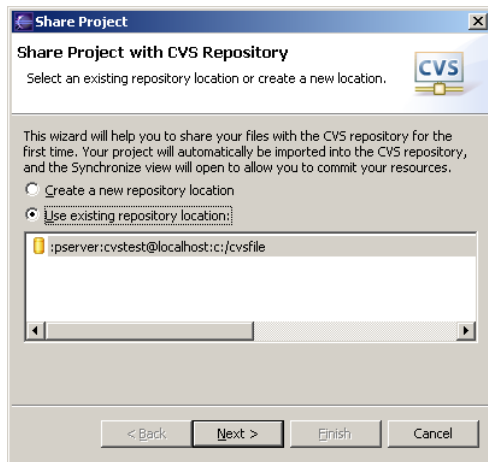 Share Project
Share Project with CVS Repository
Select an existing repository location or create a new location.
CVS
This wizard will help you to share your files with the CVS repository for the
first time. Your project will automatically be imported into the CVS repository,
and the Synchronize view will open to allow you to commit your resources.
Create a new repository location
Use existing repository location:
:pserver:cvstest@localhost:c:/cvsfile
< Back
Next >
Finish
Cancel